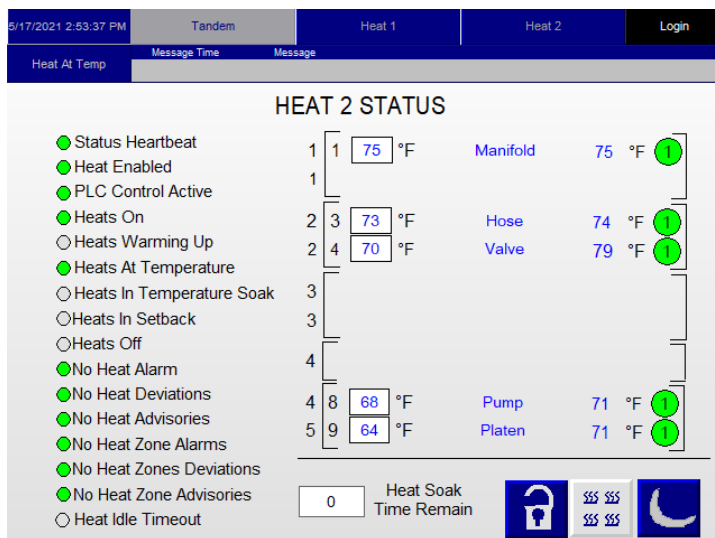 5/17/2021 2:53:37 PM Tandem Heat 1 Heat 2 Login
Message Time Message
Heat At Temp
HEAT 2 STATUS
Status Heartbeat
Heat Enabled
PLC Control Active
Heats On
Heats Warming Up
Heats At Temperature
Heats In Temperature Soak
Heats In Setback
Heats Off
No Heat Alarm
No Heat Deviations
No Heat Advisories
No Heat Zone Alarms
No Heat Zones Deviations
No Heat Zone Advisories
Heat Idle Timeout
1 1 75 °F Manifold 75 °F 1
1
2 3 73 °F Hose 74 °F 1
2 4 70 °F Valve 79 °F 1
3
3
4
4 8 68 °F Pump 71 °F 1
5 9 64 °F Platen 71 °F 1
0 Heat Soak
Time Remain